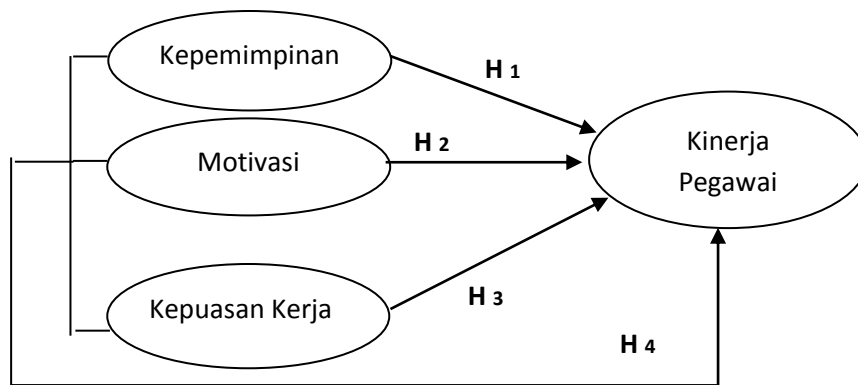 Kepemimpinan
H 1
H 2
Motivasi
Kinerja
Pegawai
Kepuasan Kerja
H 3
H 4